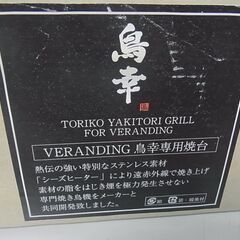 鳥幸
TORIKO YAKITORI GRILL
FOR VERANDING
VERANDING 鳥幸専用焼台
熱伝の強い特別なステンレス素材
「シーズヒーター」により遠赤外線で焼き上げ
素材の脂をはじき煙を極力発生させない
専門焼き鳥機をメーカーと
共同開発致しました。